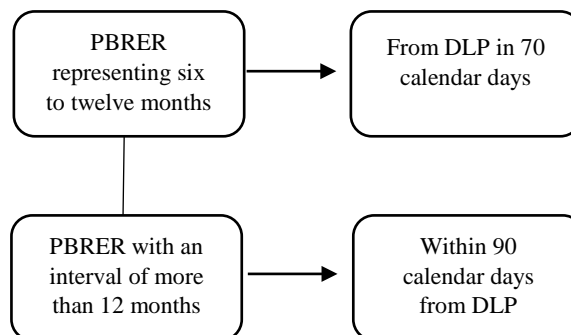 PBRER
representing six
to twelve months
From DLP in 70
calendar days
PBRER with an
interval of more
than 12 months
Within 90
calendar days
from DLP